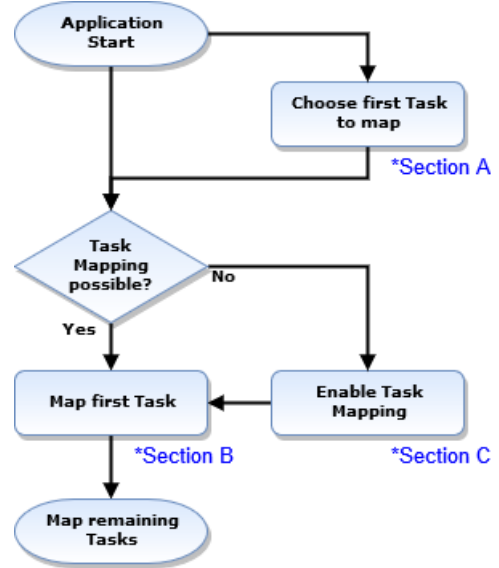 Application
Start
Choose first Task
to map
*Section A
Task
Mapping
possible?
No
Yes
Map first Task
Enable Task
Mapping
*Section B
*Section C
Map remaining
Tasks